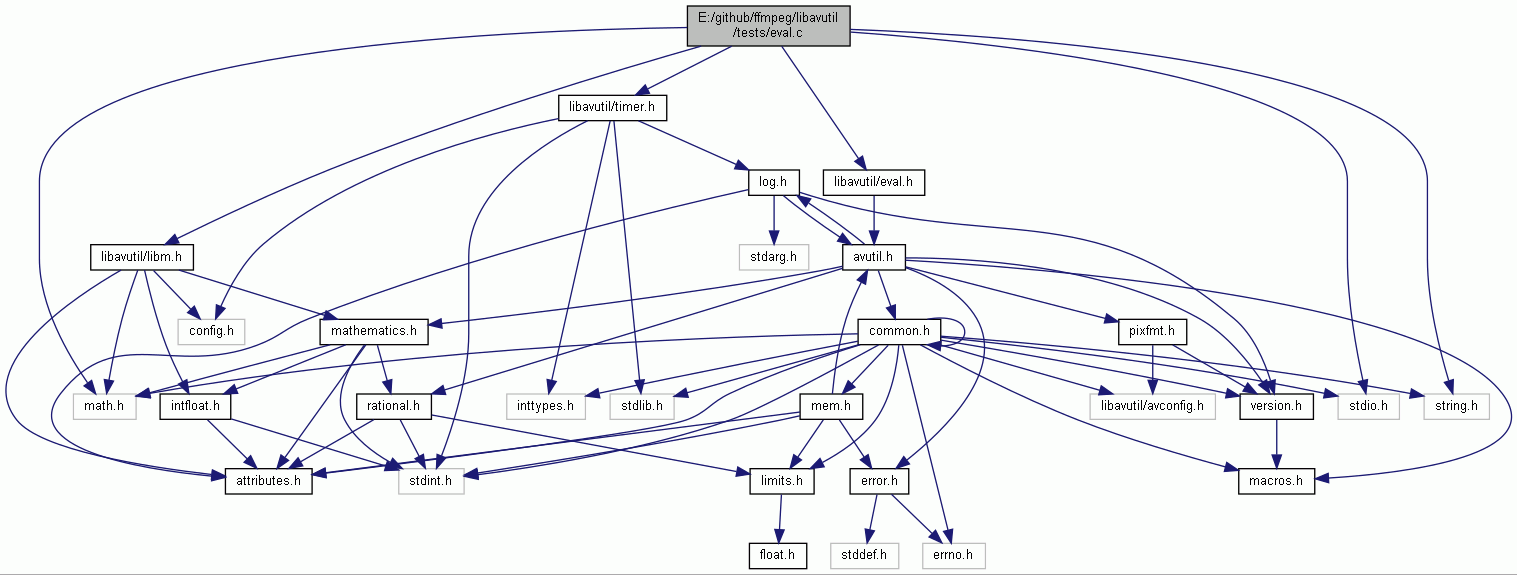 E:/github/ffmpeg/libavutil
/tests/eval.c
libavutil/timer.h
log.h
libavutil/eval.h
libavutil/libm.h
stdarg.h
avutil.h
config.h
mathematics.h
common.h
pixfmt.h
math.h
intfloat.h
rational.h
inttypes.h
stdlib.h
mem.h
libavutil/avconfig.h
version.h
stdio.h
string.h
attributes.h
stdint.h
limits.h
error.h
macros.h
float.h
stddef.h
errno.h